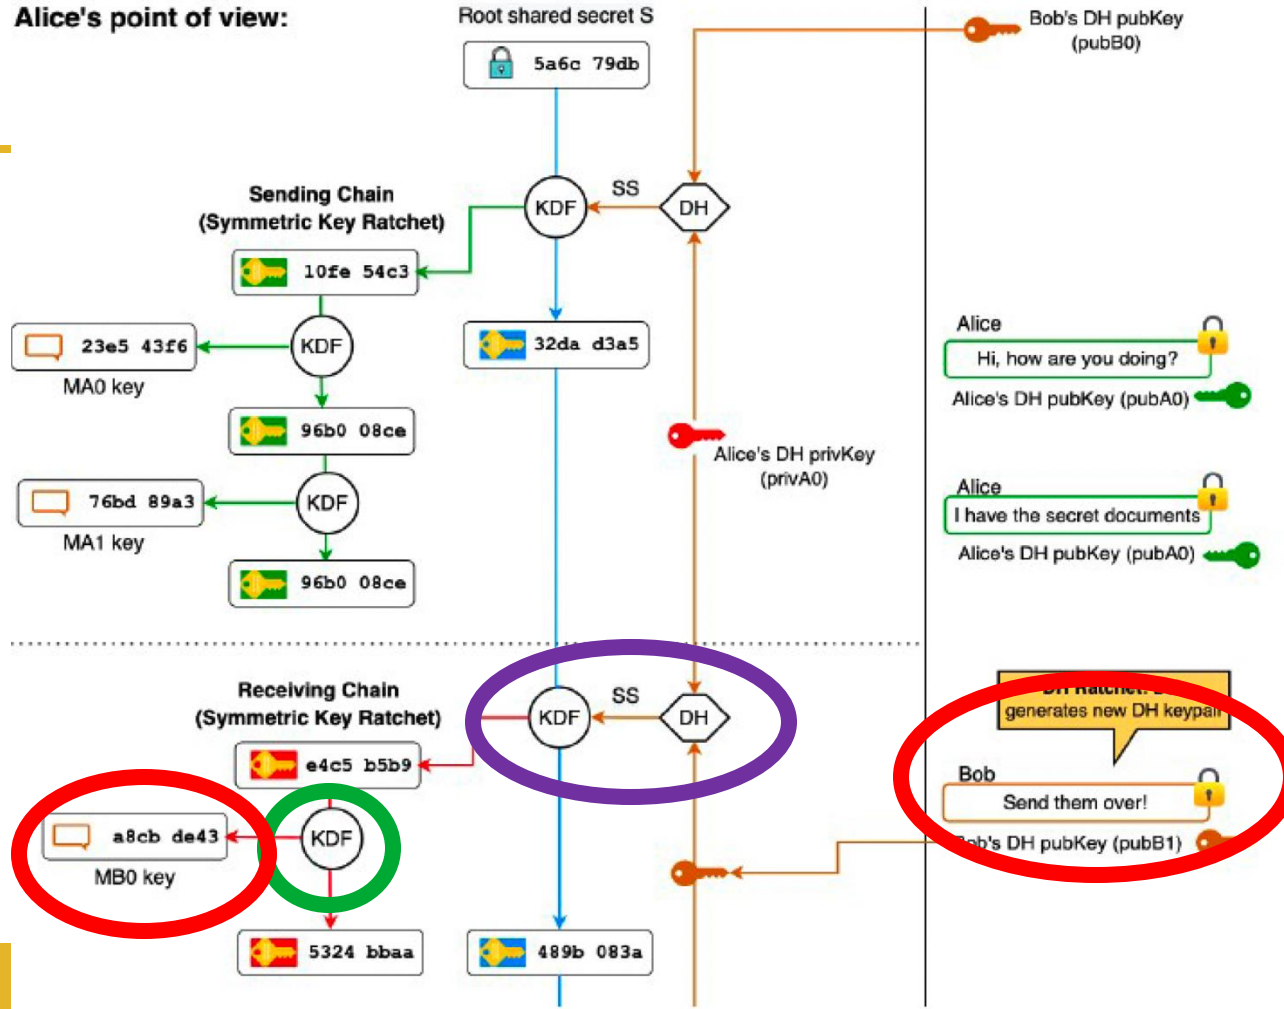 Alice's point of view:
Root shared secret S
Bob's DH pubKey
(pubB0)
5a6c 79db
Sending Chain
(Symmetric Key Ratchet)
KDF
SS
DH
10fe 54c3
23e5 43f6
KDF
32da d3a5
MA0 key
Alice
Hi, how are you doing?
Alice's DH pubKey (pubA0)
96b0 08ce
Alice's DH privKey
(privA0)
76bd 89a3
KDF
MA1 key
Alice
I have the secret documents
Alice's DH pubKey (pubA0)
96b0 08ce
Receiving Chain
(Symmetric Key Ratchet)
KDF
SS
DH
DH Ratchet:
generates new DH keypair
e4c5 b5b9
Bob
Send them over!
a8cb de43
KDF
MB0 key
Bob's DH pubKey (pubB1)
5324 bbaa
489b 083a